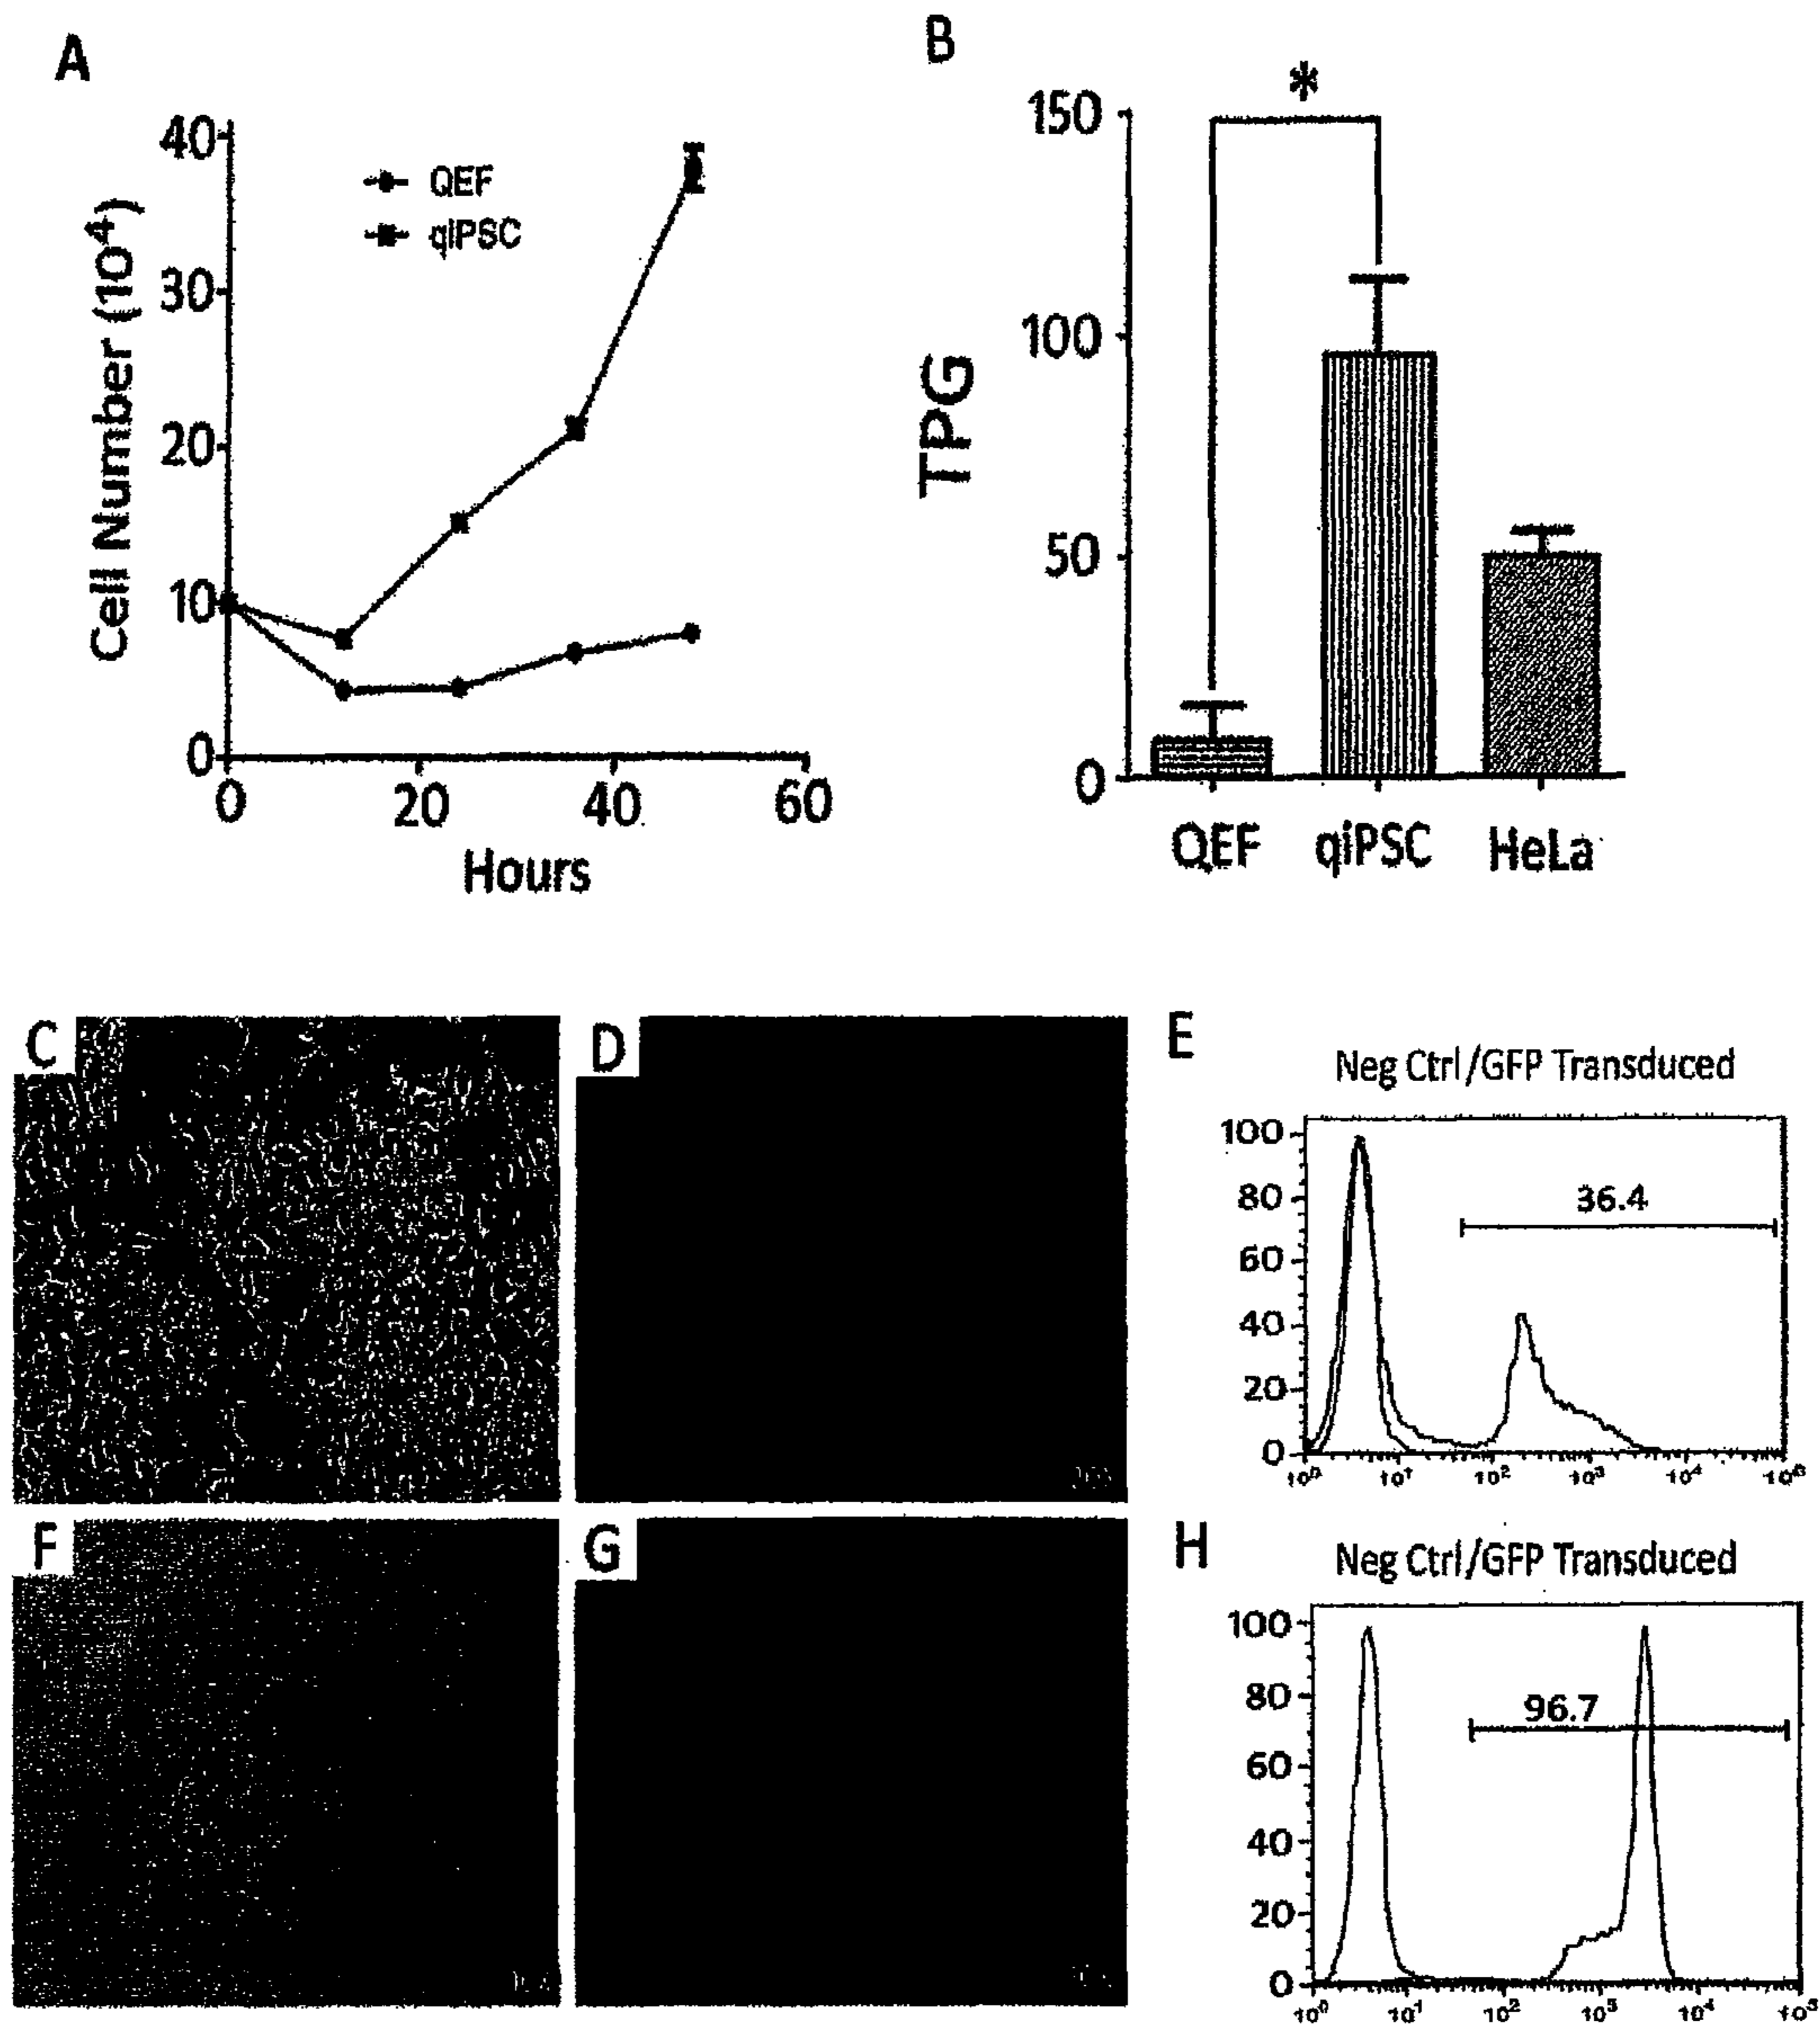 A
40
30
20
10
0
0
20
40
60
Cell Number (10⁴)
Hours
QEF
qiPSC
B
*
150
100
50
0
TPG
QEF
qiPSC
HeLa
C
D
E
Neg Ctrl/GFP Transduced
100
80
60
40
20
0
36.4
10⁰
10¹
10²
10³
10⁴
F
G
H
Neg Ctrl/GFP Transduced
100
80
60
40
20
0
96.7
10⁰
10¹
10²
10³
10⁴
10⁵